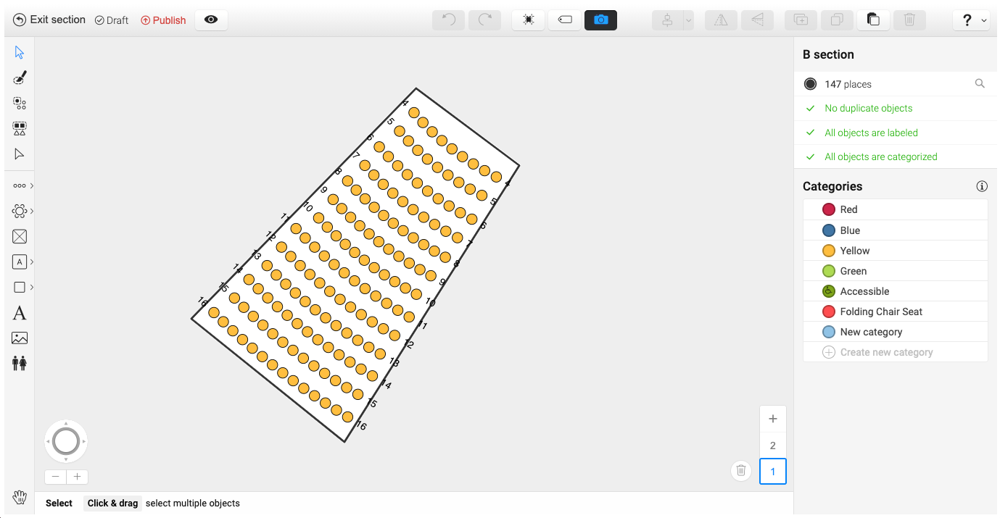 Exit section
Draft
Publish
?
B section
147 places
No duplicate objects
All objects are labeled
All objects are categorized
Categories
Red
Blue
Yellow
Green
Accessible
Folding Chair Seat
New category
Create new category
4
4
5
5
6
6
7
7
8
8
9
9
10
10
11
11
12
12
13
13
14
14
15
15
16
16
A
A
+
2
1
Select Click & drag select multiple objects